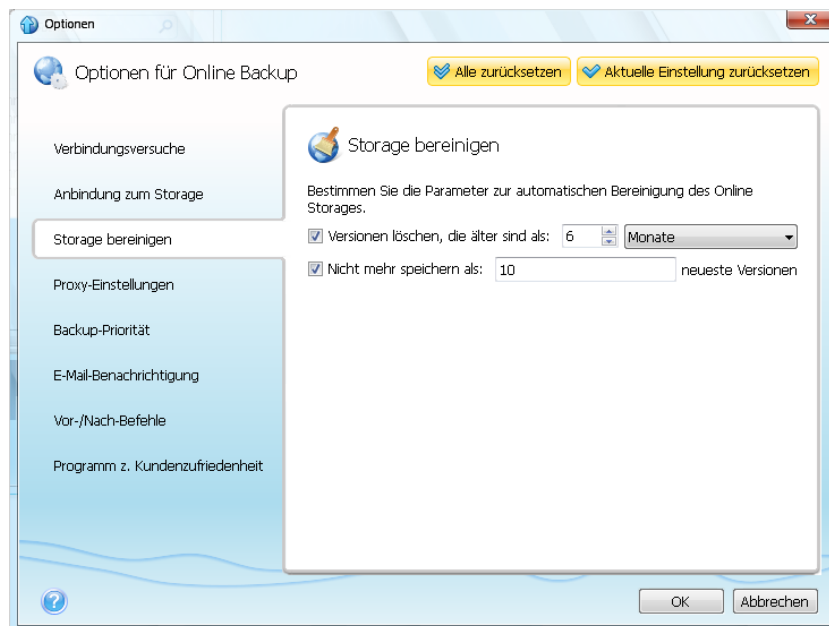 Optionen
Optionen für Online Backup
Alle zurücksetzen
Aktuelle Einstellung zurücksetzen
Verbindungsversuche
Anbindung zum Storage
Storage bereinigen
Proxy-Einstellungen
Backup-Priorität
E-Mail-Benachrichtigung
Vor-/Nach-Befehle
Programm z. Kundenzufriedenheit
Storage bereinigen
Bestimmen Sie die Parameter zur automatischen Bereinigung des Online
Storages.
Versionen löschen, die älter sind als: 6 Monate
Nicht mehr speichern als: 10 neueste Versionen
?
OK
Abbrechen